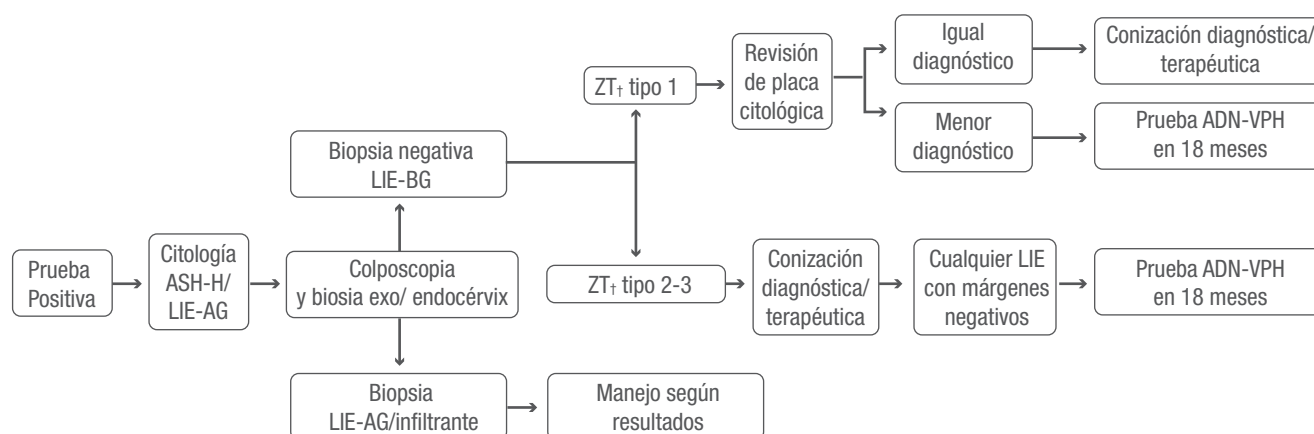 Prueba
Positiva
Citología
ASH-H/
LIE-AG
Colposcopia
y biosia exo/ endocérvix
Biopsia negativa
LIE-BG
ZT† tipo 1
Revisión
de placa
citológica
Igual
diagnóstico
Conización diagnóstica/
terapéutica
Menor
diagnóstico
Prueba ADN-VPH
en 18 meses
ZT† tipo 2-3
Conización
diagnóstica/
terapéutica
Cualquier LIE
con márgenes
negativos
Prueba ADN-VPH
en 18 meses
Biopsia
LIE-AG/infiltrante
Manejo según
resultados